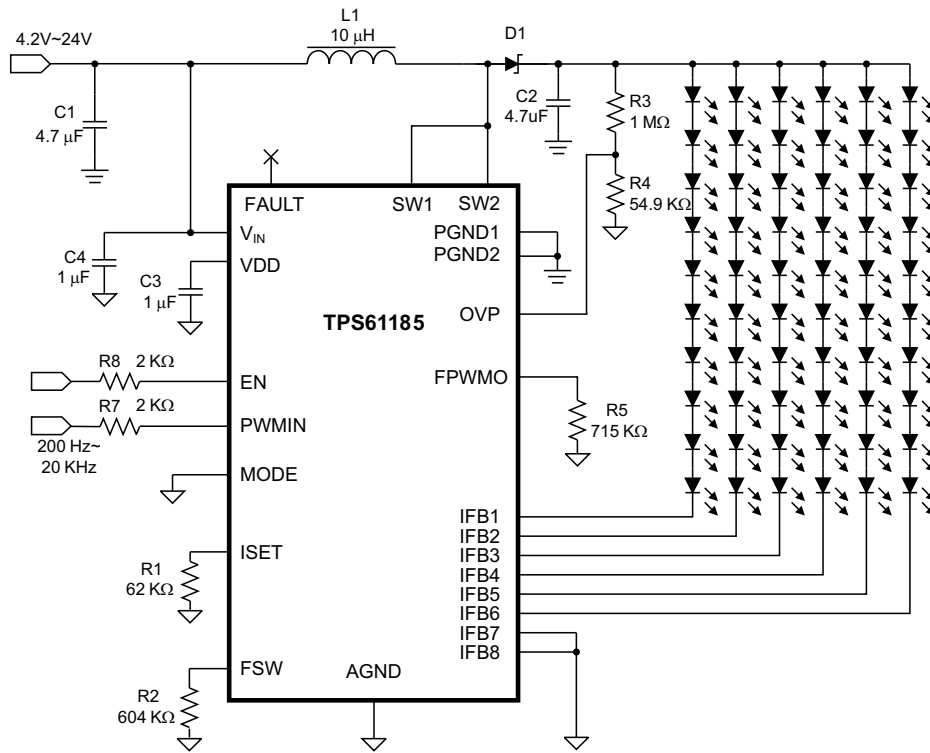 L1
10 μH
4.2V~24V
D1
C1
4.7 μF
C2
4.7uF
R3
1 MΩ
R4
54.9 KΩ
FAULT
SW1
SW2
VIN
PGND1
C4
1 μF
VDD
PGND2
C3
1 μF
TPS61185
OVP
R8
2 KΩ
EN
FPWMO
R7
2 KΩ
PWMIN
R5
715 KΩ
200 Hz~
20 KHz
MODE
IFB1
IFB2
ISET
IFB3
R1
62 KΩ
IFB4
IFB5
IFB6
IFB7
IFB8
FSW
AGND
R2
604 KΩ